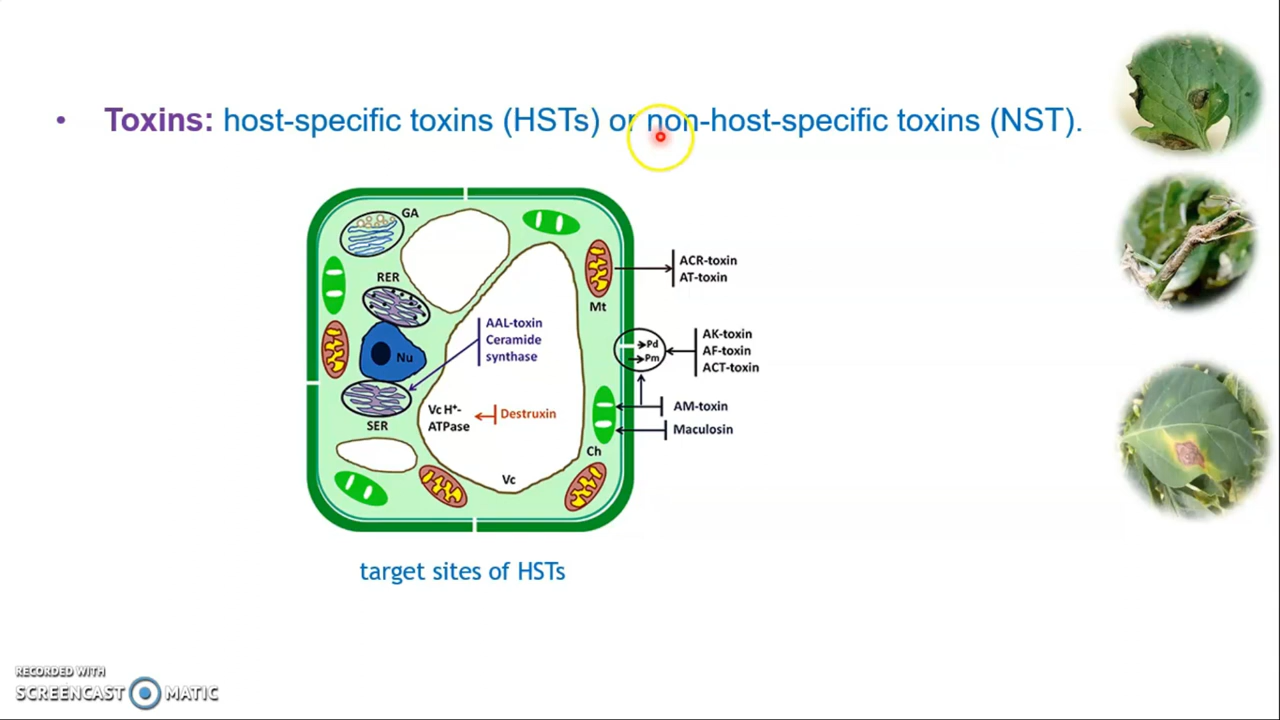 • Toxins: host-specific toxins (HSTs) or non-host-specific toxins (NST).
GA
RER
Mt
ACR-toxin
AT-toxin
AAL-toxin
Ceramide
synthase
Nu
Pd
Pm
AK-toxin
AF-toxin
ACT-toxin
SER
Vc H⁺-
ATPase
Destruxin
AM-toxin
Maculosin
Ch
Vc
target sites of HSTs
RECORDED WITH
SCREENCAST MATIC